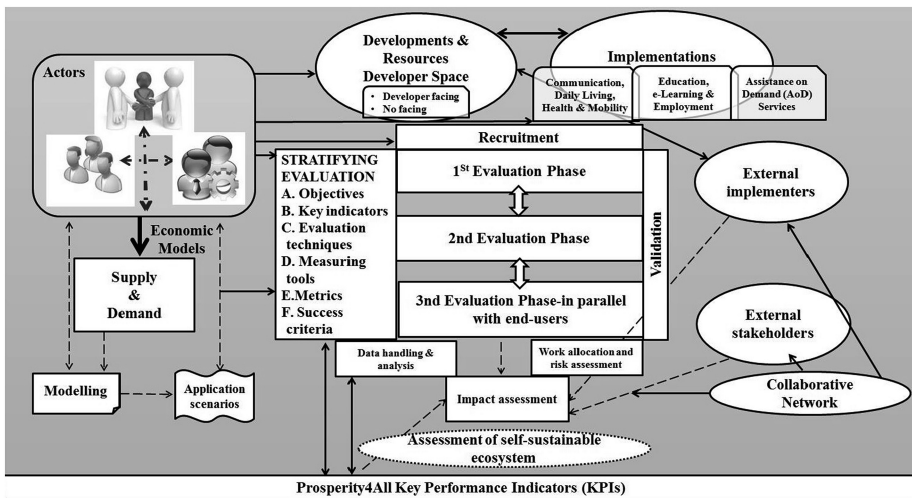 Actors
Developments &
Resources
Developer Space
• Developer facing
• No facing
Implementations
Communication,
Daily Living,
Health & Mobility
Education,
e-Learning &
Employment
Assistance on
Demand (AoD)
Services
Recruitment
STRATIFYING
EVALUATION
A. Objectives
B. Key indicators
C. Evaluation
techniques
D. Measuring
tools
E.Metrics
F. Success
criteria
1St Evaluation Phase
2nd Evaluation Phase
3nd Evaluation Phase-in parallel
with end-users
Validation
External
implementers
Economic
Models
Supply
&
Demand
External
stakeholders
Data handling &
analysis
Work allocation and
risk assessment
Modelling
Application
scenarios
Impact assessment
Collaborative
Network
Assessment of self-sustainable
ecosystem
Prosperity4All Key Performance Indicators (KPIs)